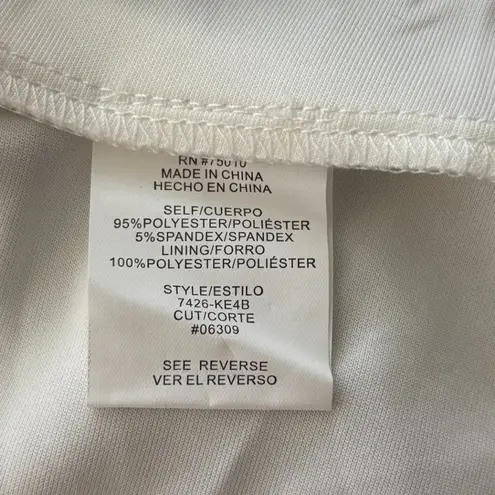 RN #75010
MADE IN CHINA
HECHO EN CHINA
SELF/CUERPO
95%POLYESTER/POLIÉSTER
5%SPANDEX/SPANDEX
LINING/FORRO
100%POLYESTER/POLIÉSTER
STYLE/ESTILO
7426-KE4B
CUT/CORTE
#06309
SEE REVERSE
VER EL REVERSO